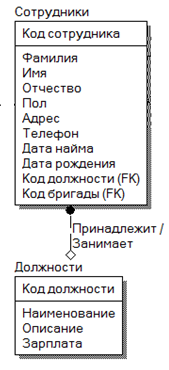 Сотрудники
Код сотрудника
Фамилия
Имя
Отчество
Пол
Адрес
Телефон
Дата найма
Дата рождения
Код должности (FK)
Код бригады (FK)
Принадлежит /
Занимает
Должности
Код должности
Наименование
Описание
Зарплата